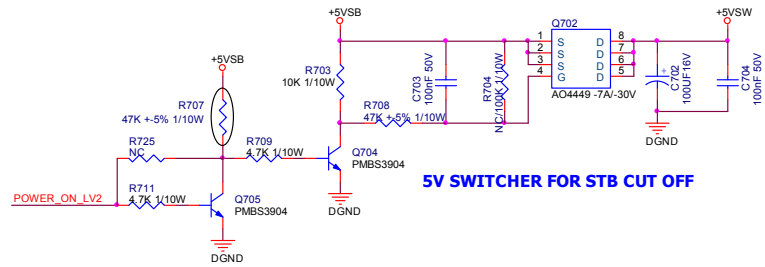 +5VSB
+5VSB
+5VSW
Q702
1
2
3
4
S
S
S
G
D
D
D
D
8
7
6
5
AO4449 -7A/-30V
R703
10K 1/10W
C703
100nF 50V
R704
NC/100K 1/10W
C702
100UF16V
+
C704
100nF 50V
DGND
R707
47K +-5% 1/10W
R708
47K +-5% 1/10W
R725
NC
R709
4.7K 1/10W
Q704
PMBS3904
DGND
5V SWITCHER FOR STB CUT OFF
POWER_ON_LV2
R711
4.7K 1/10W
Q705
PMBS3904
DGND